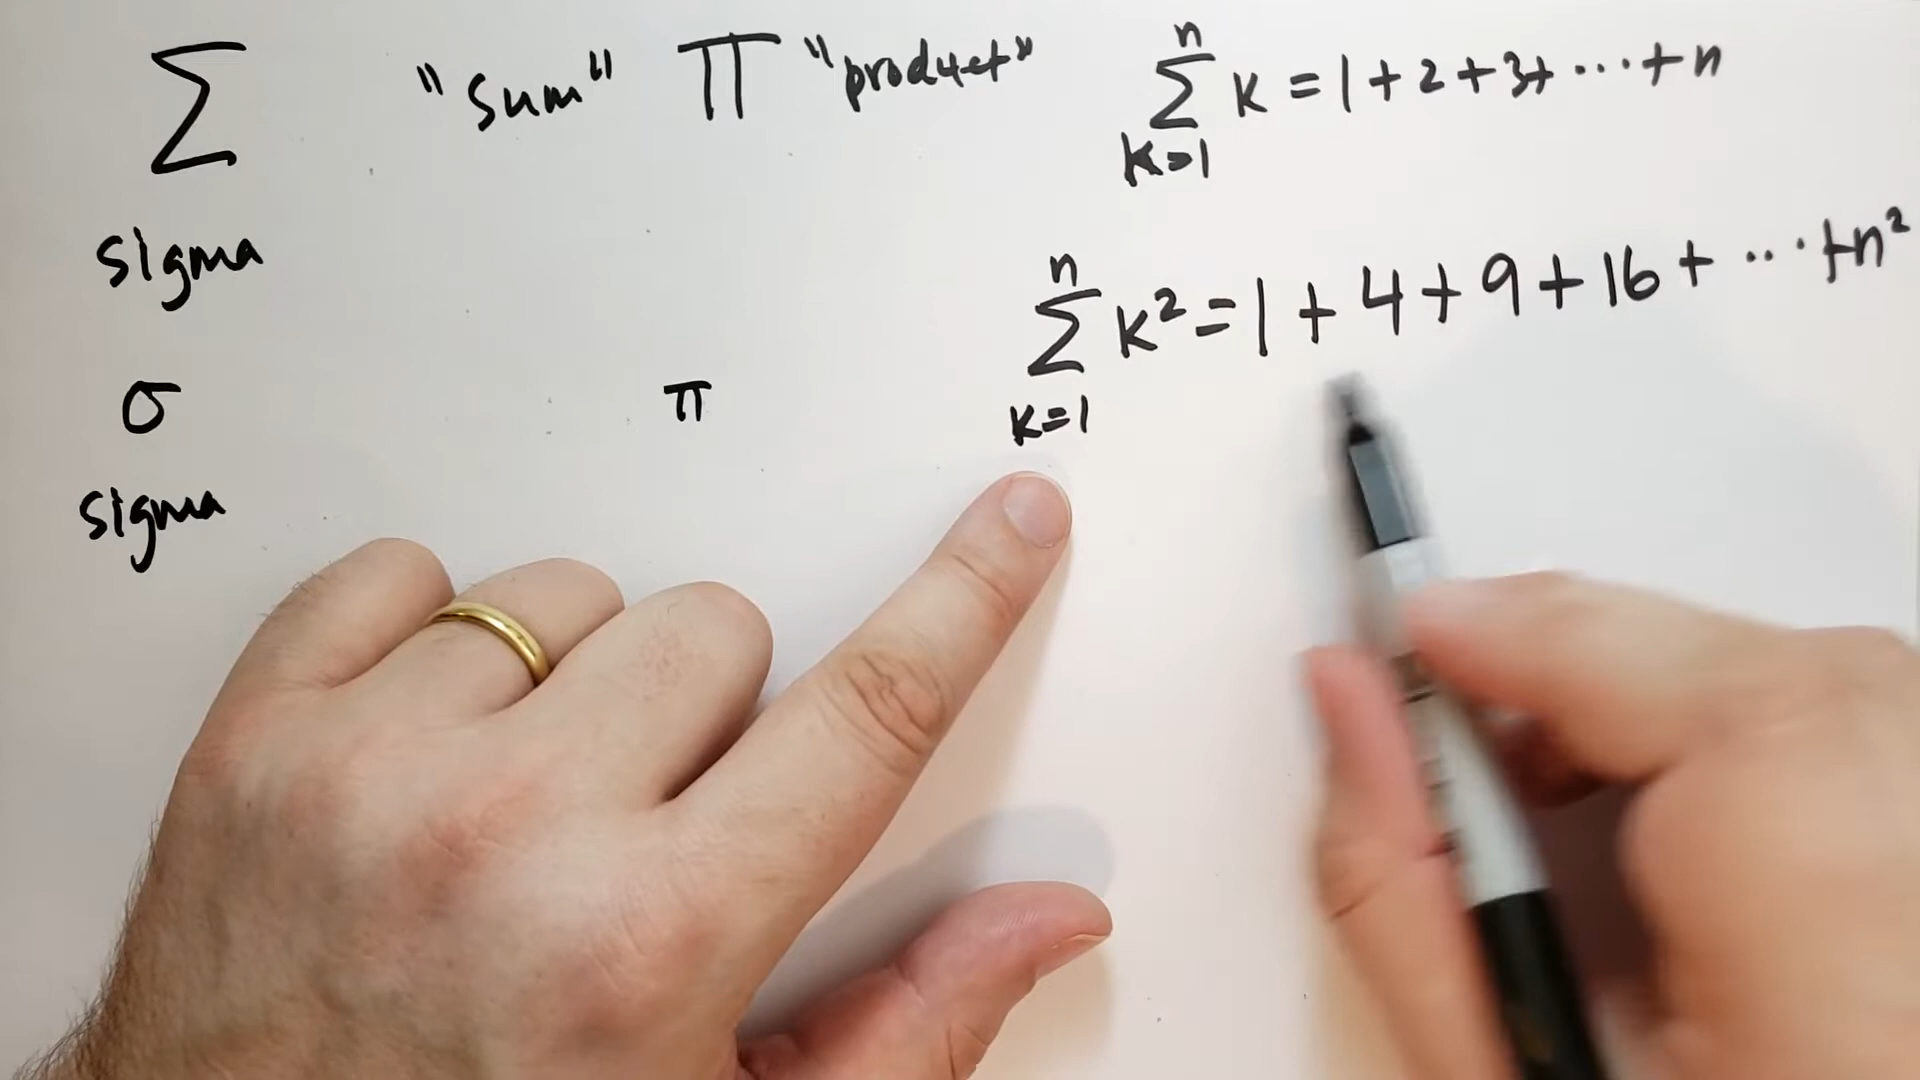 Σ "Sum" Π "product"
sigma
σ π
sigma
n
Σ k = 1 + 2 + 3 + ··· + n
k=1
n
Σ k² = 1 + 4 + 9 + 16 + ··· + n²
k=1